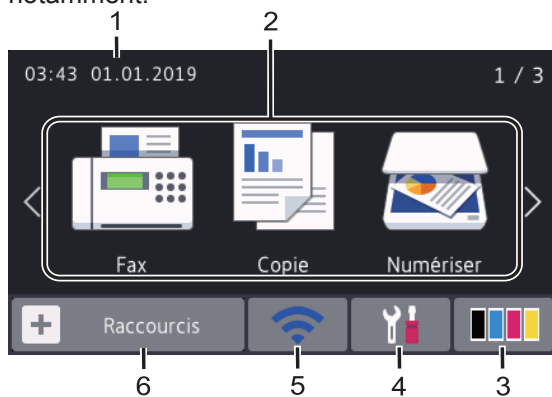 notamment:
1 2
03:43 01.01.2019 1 / 3
Fax Copie Numériser
+ Raccourcis
6 5 4 3